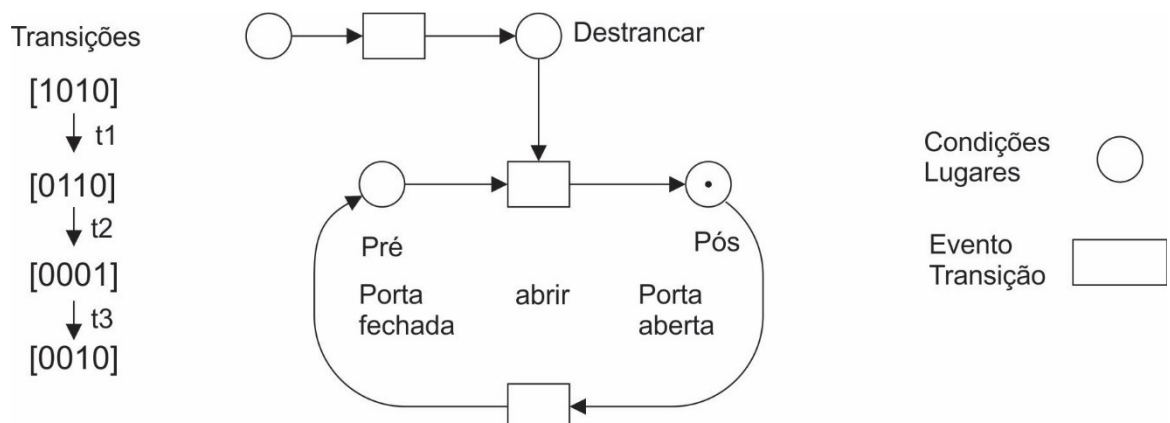 Transições
[1010]
t1
[0110]
t2
[0001]
t3
[0010]
Destrancar
Pré
Pós
Porta
fechada
abrir
Porta
aberta
Condições
Lugares
Evento
Transição